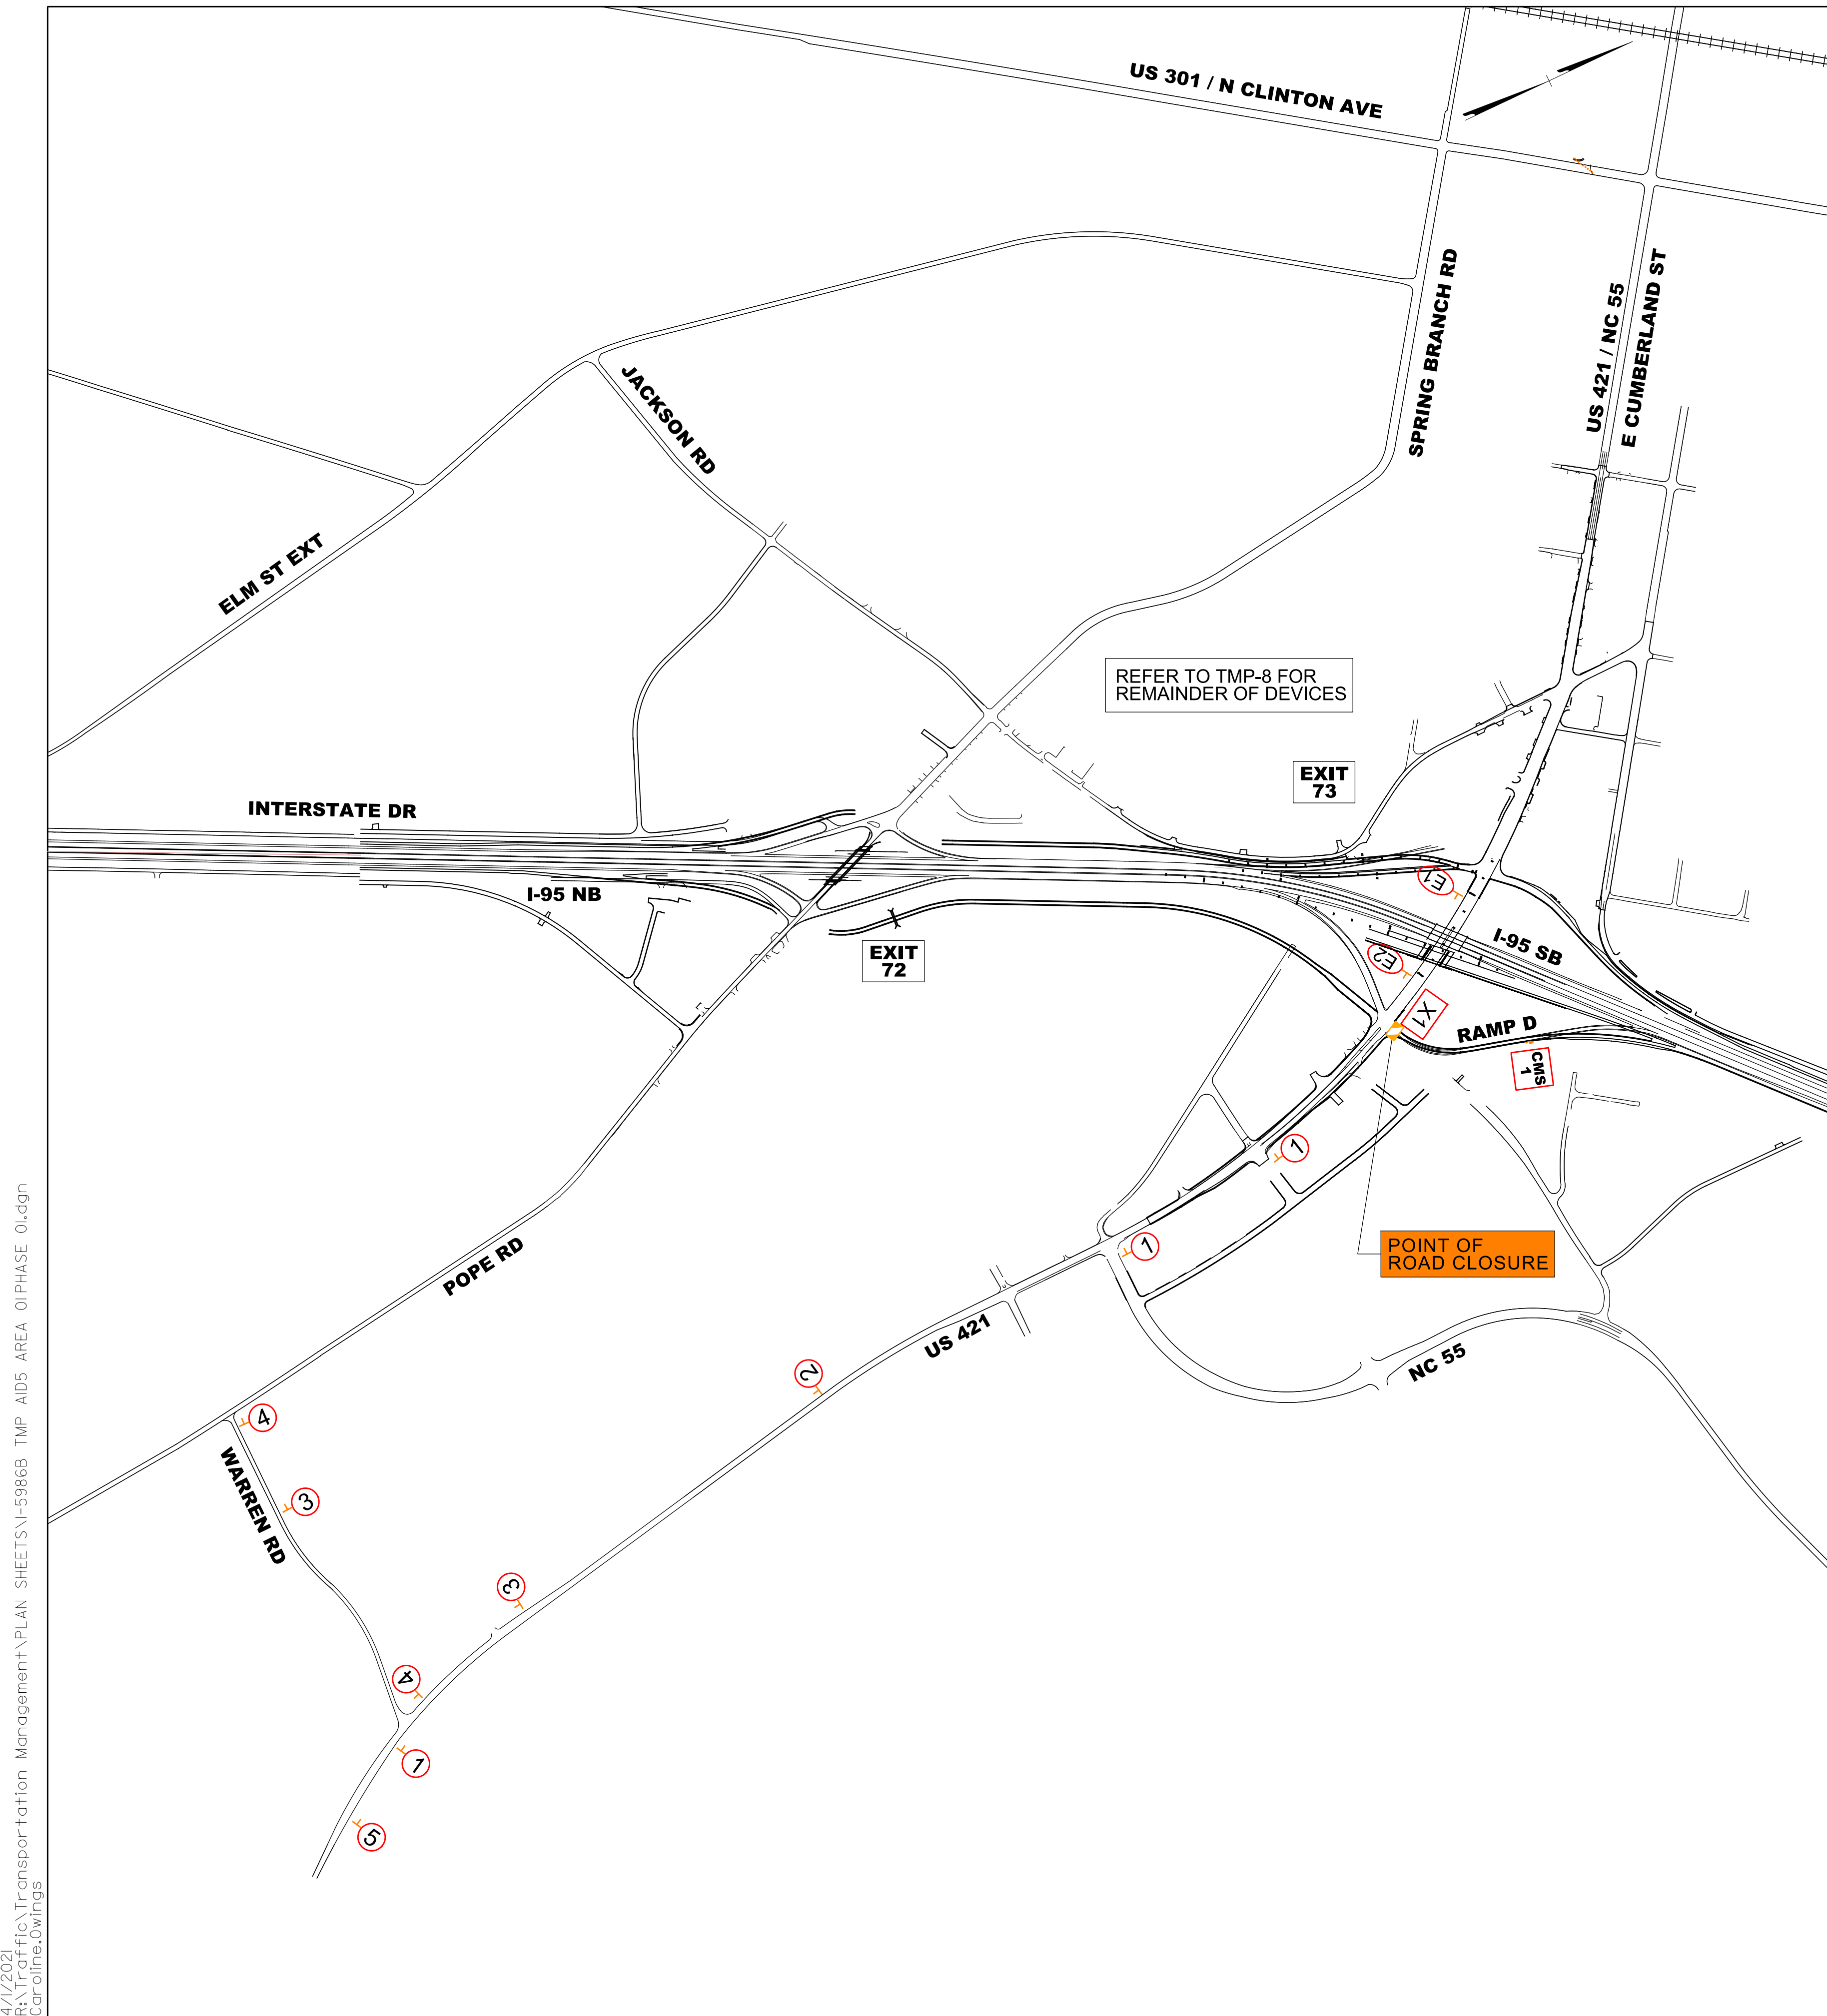 US 301 / N CLINTON AVE
SPRING BRANCH RD
US 421 / NC 55
E CUMBERLAND ST
JACKSON RD
ELM ST EXT
REFER TO TMP-8 FOR
REMAINDER OF DEVICES
EXIT
73
INTERSTATE DR
I-95 NB
E1
EXIT
72
I-95 SB
E2
X1
RAMP D
CMS
1
1
1
POINT OF
ROAD CLOSURE
POPE RD
US 421
NC 55
2
4
WARREN RD
3
3
4
1
5
4/1/2021
R:\Traffic\Transportation Management\PLAN SHEETS\I-5986B TMP AID5 AREA 01 PHASE 01.dgn
Caroline.Owings